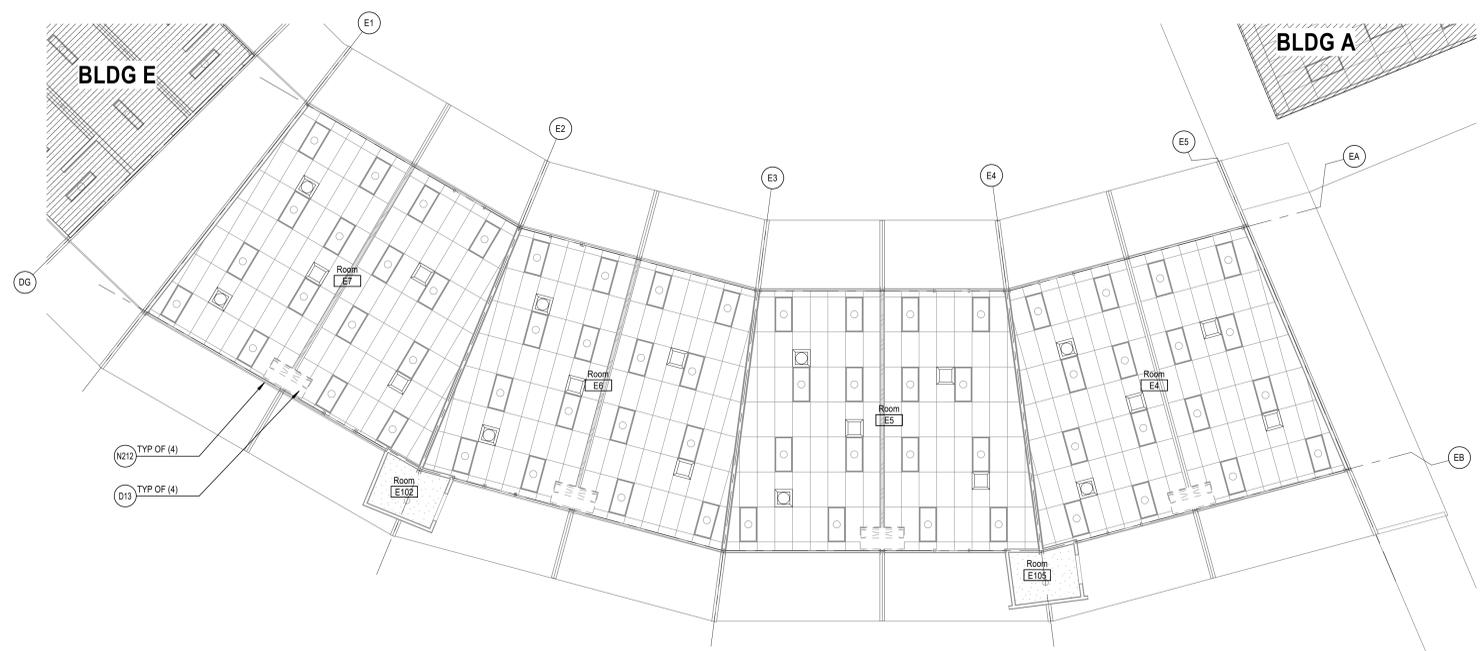 E1
BLDG A
BLDG E
E2
E5
EA
E3
E4
Room
E7
DG
Room
E6
Room
E4
Room
E5
N212 TYP OF (4)
EB
Room
E102
D13 TYP OF (4)
Room
E105